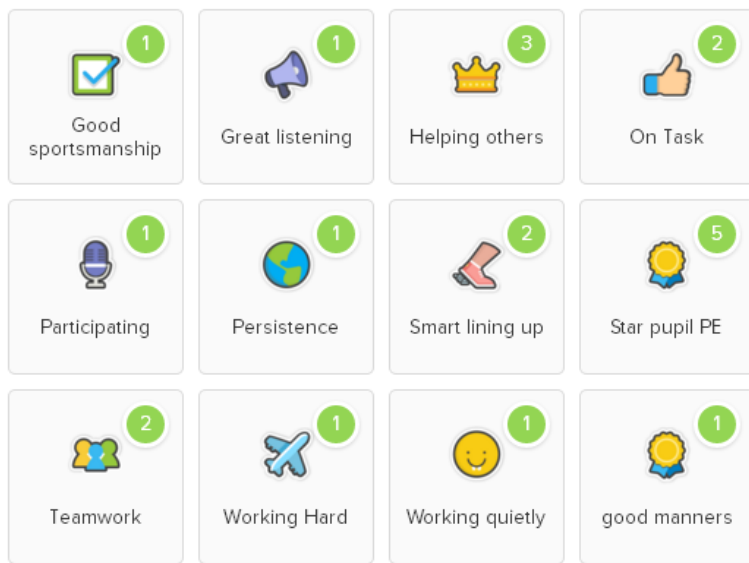 1
Good
sportsmanship
1
Great listening
3
Helping others
2
On Task
1
Participating
1
Persistence
2
Smart lining up
5
Star pupil PE
2
Teamwork
1
Working Hard
1
Working quietly
1
good manners